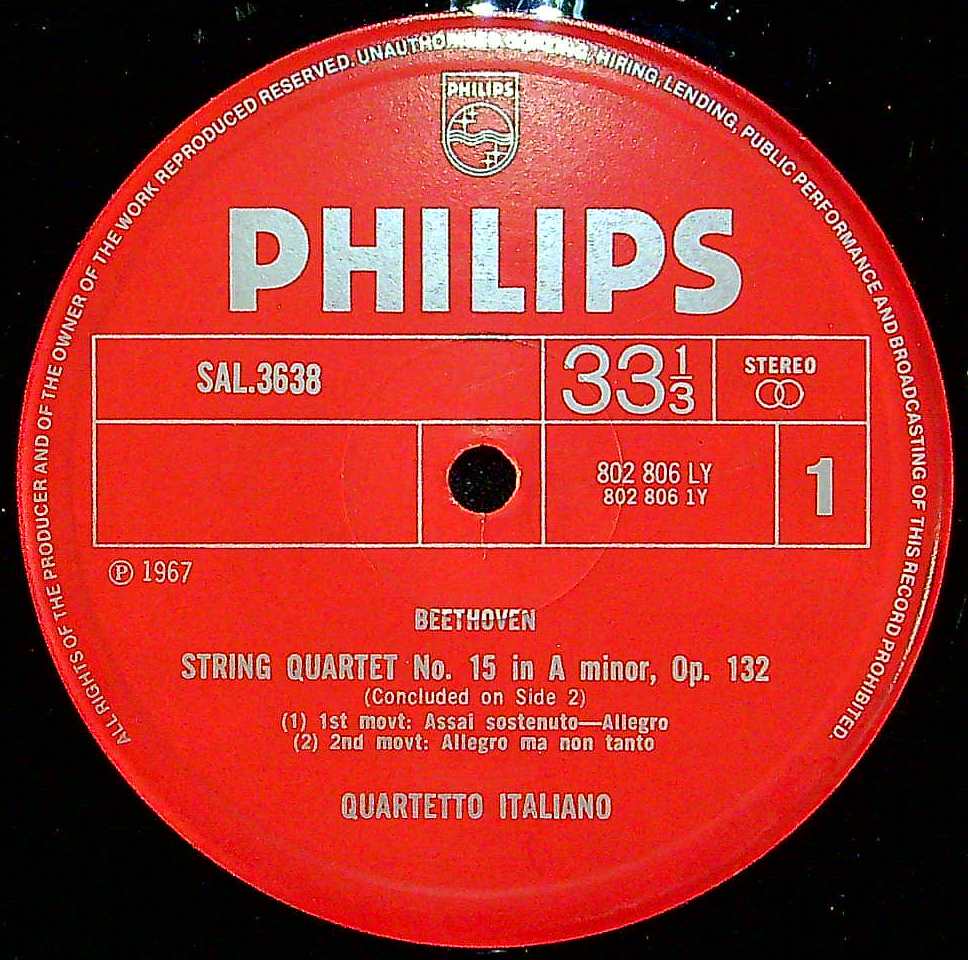 ALL RIGHTS OF THE PRODUCER AND OF THE OWNER OF THE WORK REPRODUCED RESERVED. HIRING, LENDING, PUBLIC PERFORMANCE AND BROADCASTING OF THIS RECORD PROHIBITED.
PHILIPS
PHILIPS
SAL.3638
33 1/3
STEREO
802 806 LY
802 806 1Y
1
Ⓟ 1967
BEETHOVEN
STRING QUARTET No. 15 in A minor, Op. 132
(Concluded on Side 2)
(1) 1st movt: Assai sostenuto—Allegro
(2) 2nd movt: Allegro ma non tanto
QUARTETTO ITALIANO